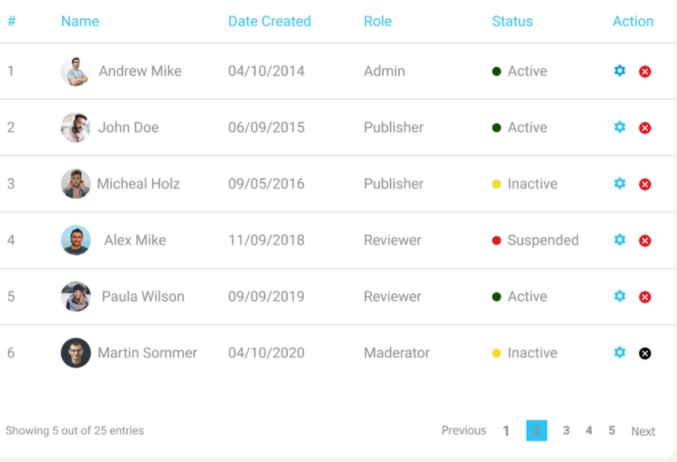 # Name Date Created Role Status Action
1 Andrew Mike 04/10/2014 Admin Active
2 John Doe 06/09/2015 Publisher Active
3 Micheal Holz 09/05/2016 Publisher Inactive
4 Alex Mike 11/09/2018 Reviewer Suspended
5 Paula Wilson 09/09/2019 Reviewer Active
6 Martin Sommer 04/10/2020 Maderator Inactive
Showing 5 out of 25 entries Previous 1 2 3 4 5 Next